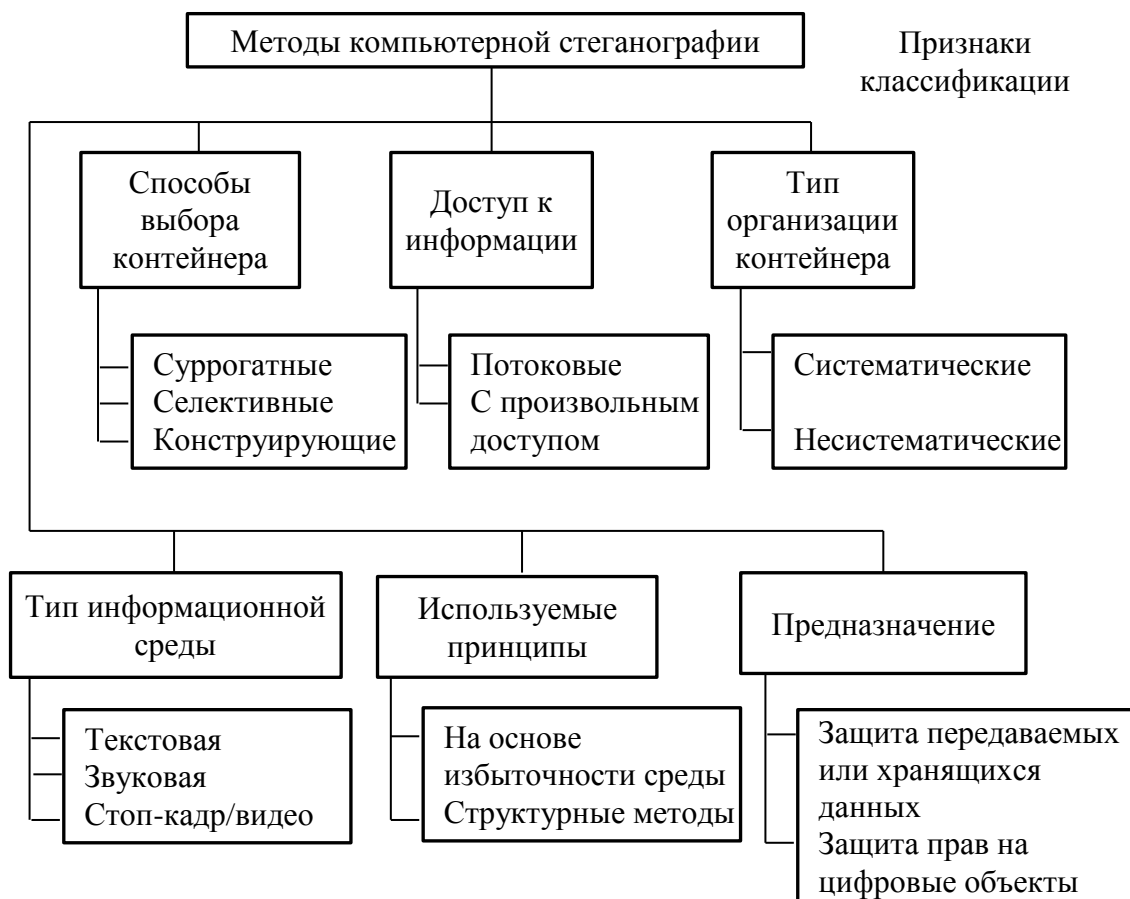 Методы компьютерной стеганографии
Признаки
классификации
Способы
выбора
контейнера
Доступ к
информации
Тип
организации
контейнера
Суррогатные
Селективные
Конструирующие
Потоковые
С произвольным
доступом
Систематические
Несистематические
Тип информационной
среды
Используемые
принципы
Предназначение
Текстовая
Звуковая
Стоп-кадр/видео
На основе
избыточности среды
Структурные методы
Защита передаваемых
или хранящихся
данных
Защита прав на
цифровые объекты